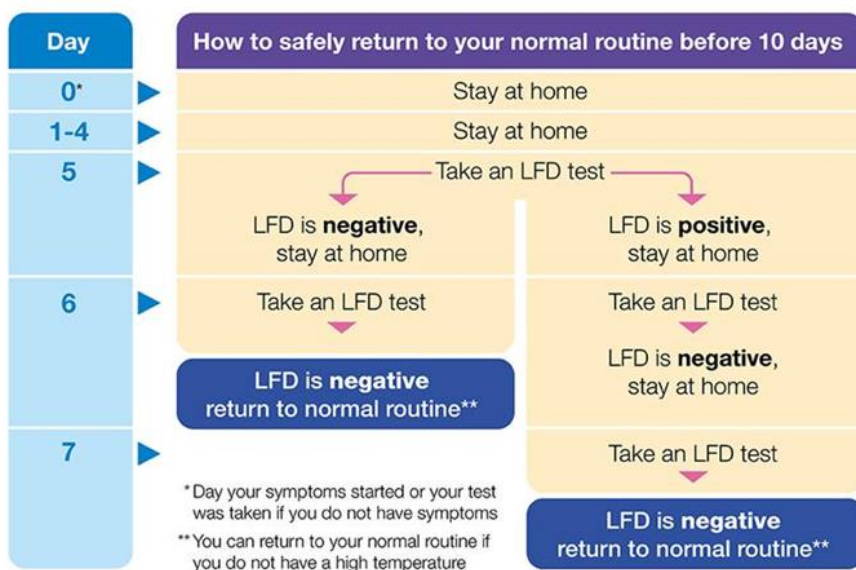 Day
How to safely return to your normal routine before 10 days
0*
Stay at home
1-4
Stay at home
5
Take an LFD test
LFD is negative,
stay at home
LFD is positive,
stay at home
6
Take an LFD test
LFD is negative
return to normal routine**
Take an LFD test
LFD is negative,
stay at home
7
Take an LFD test
LFD is negative
return to normal routine**
*Day your symptoms started or your test
was taken if you do not have symptoms
**You can return to your normal routine if
you do not have a high temperature